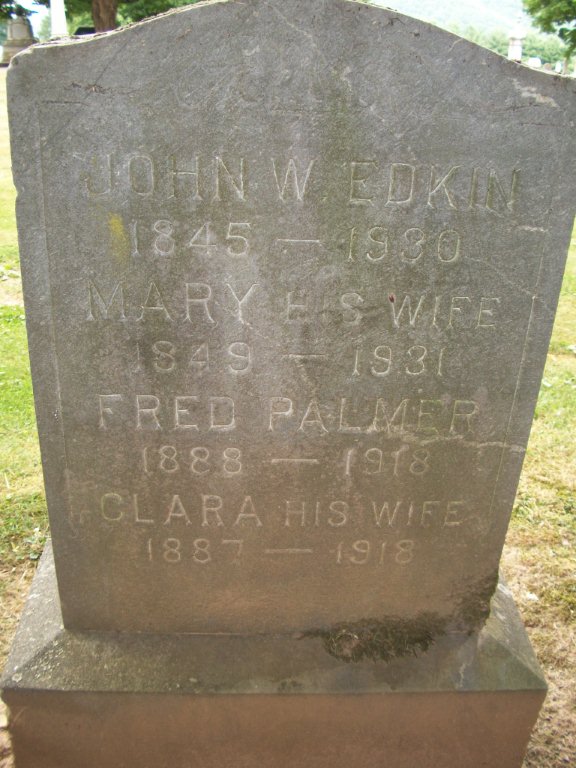 JOHN W. EDKIN
1845 — 1930
MARY HIS WIFE
1849 — 1931
FRED PALMER
1888 — 1918
CLARA HIS WIFE
1887 — 1918